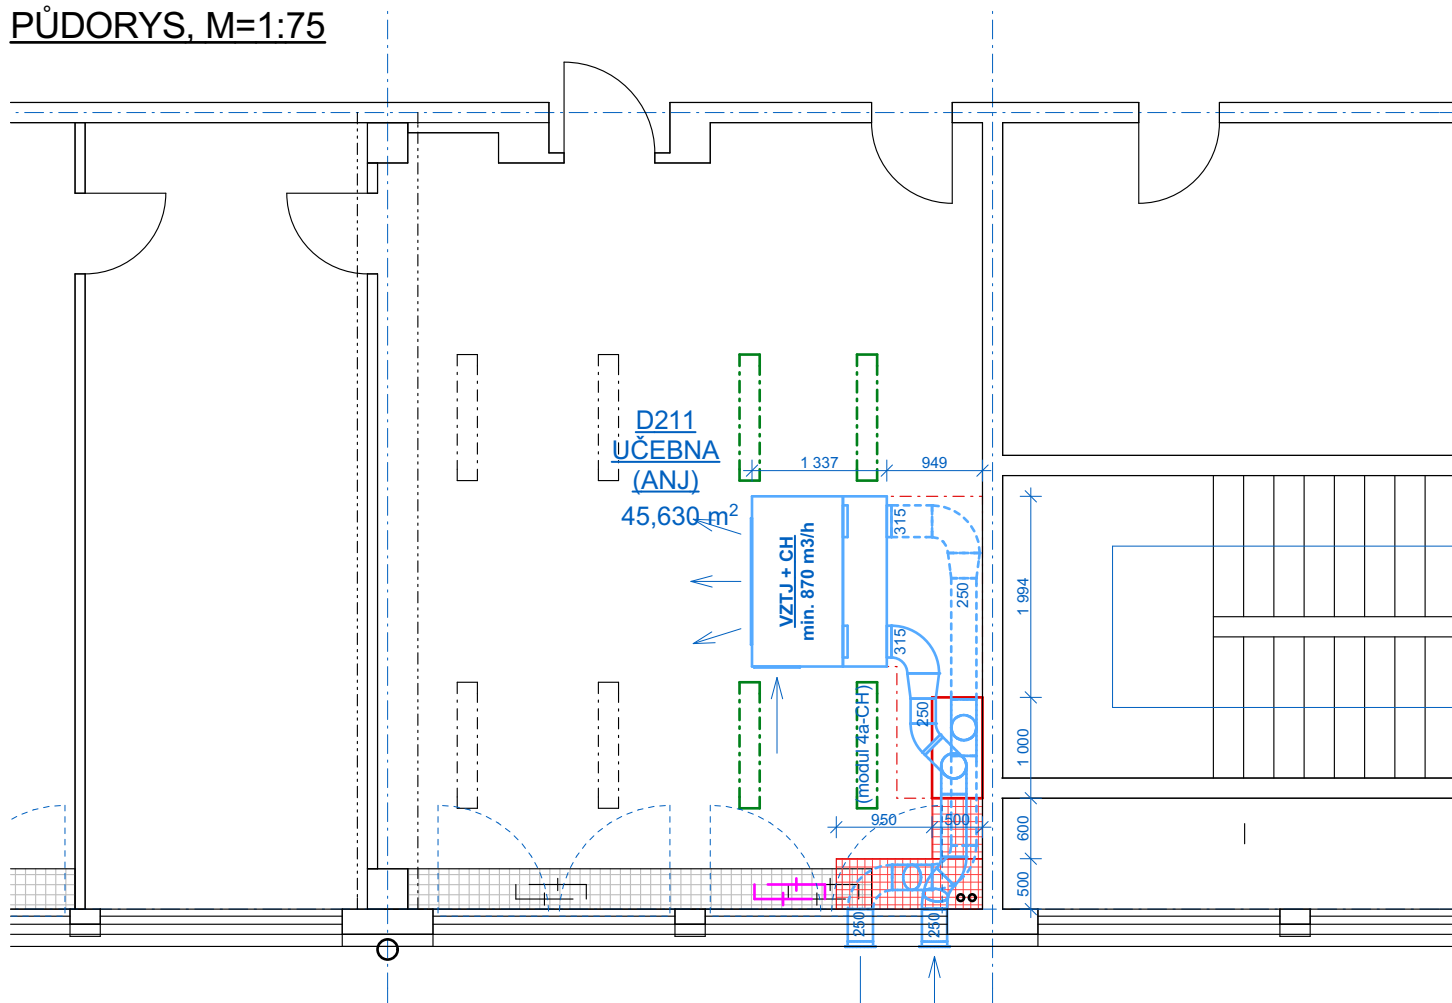 PŮDORYS, M=1:75
D211
UČEBNA
(ANJ)
45,630 m²
1 337
949
VZTJ + CH
min. 870 m3/h
315
315
250
250
(modul 4a-CH)
1 994
1 000
600
500
950
500
250
250